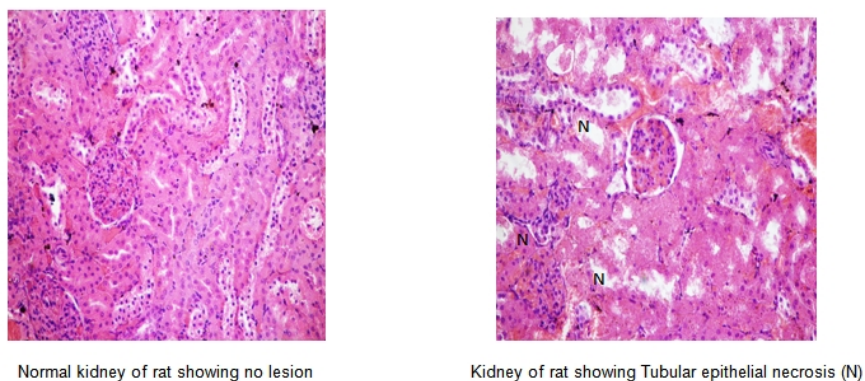 N
N
N
Normal kidney of rat showing no lesion
Kidney of rat showing Tubular epithelial necrosis (N)